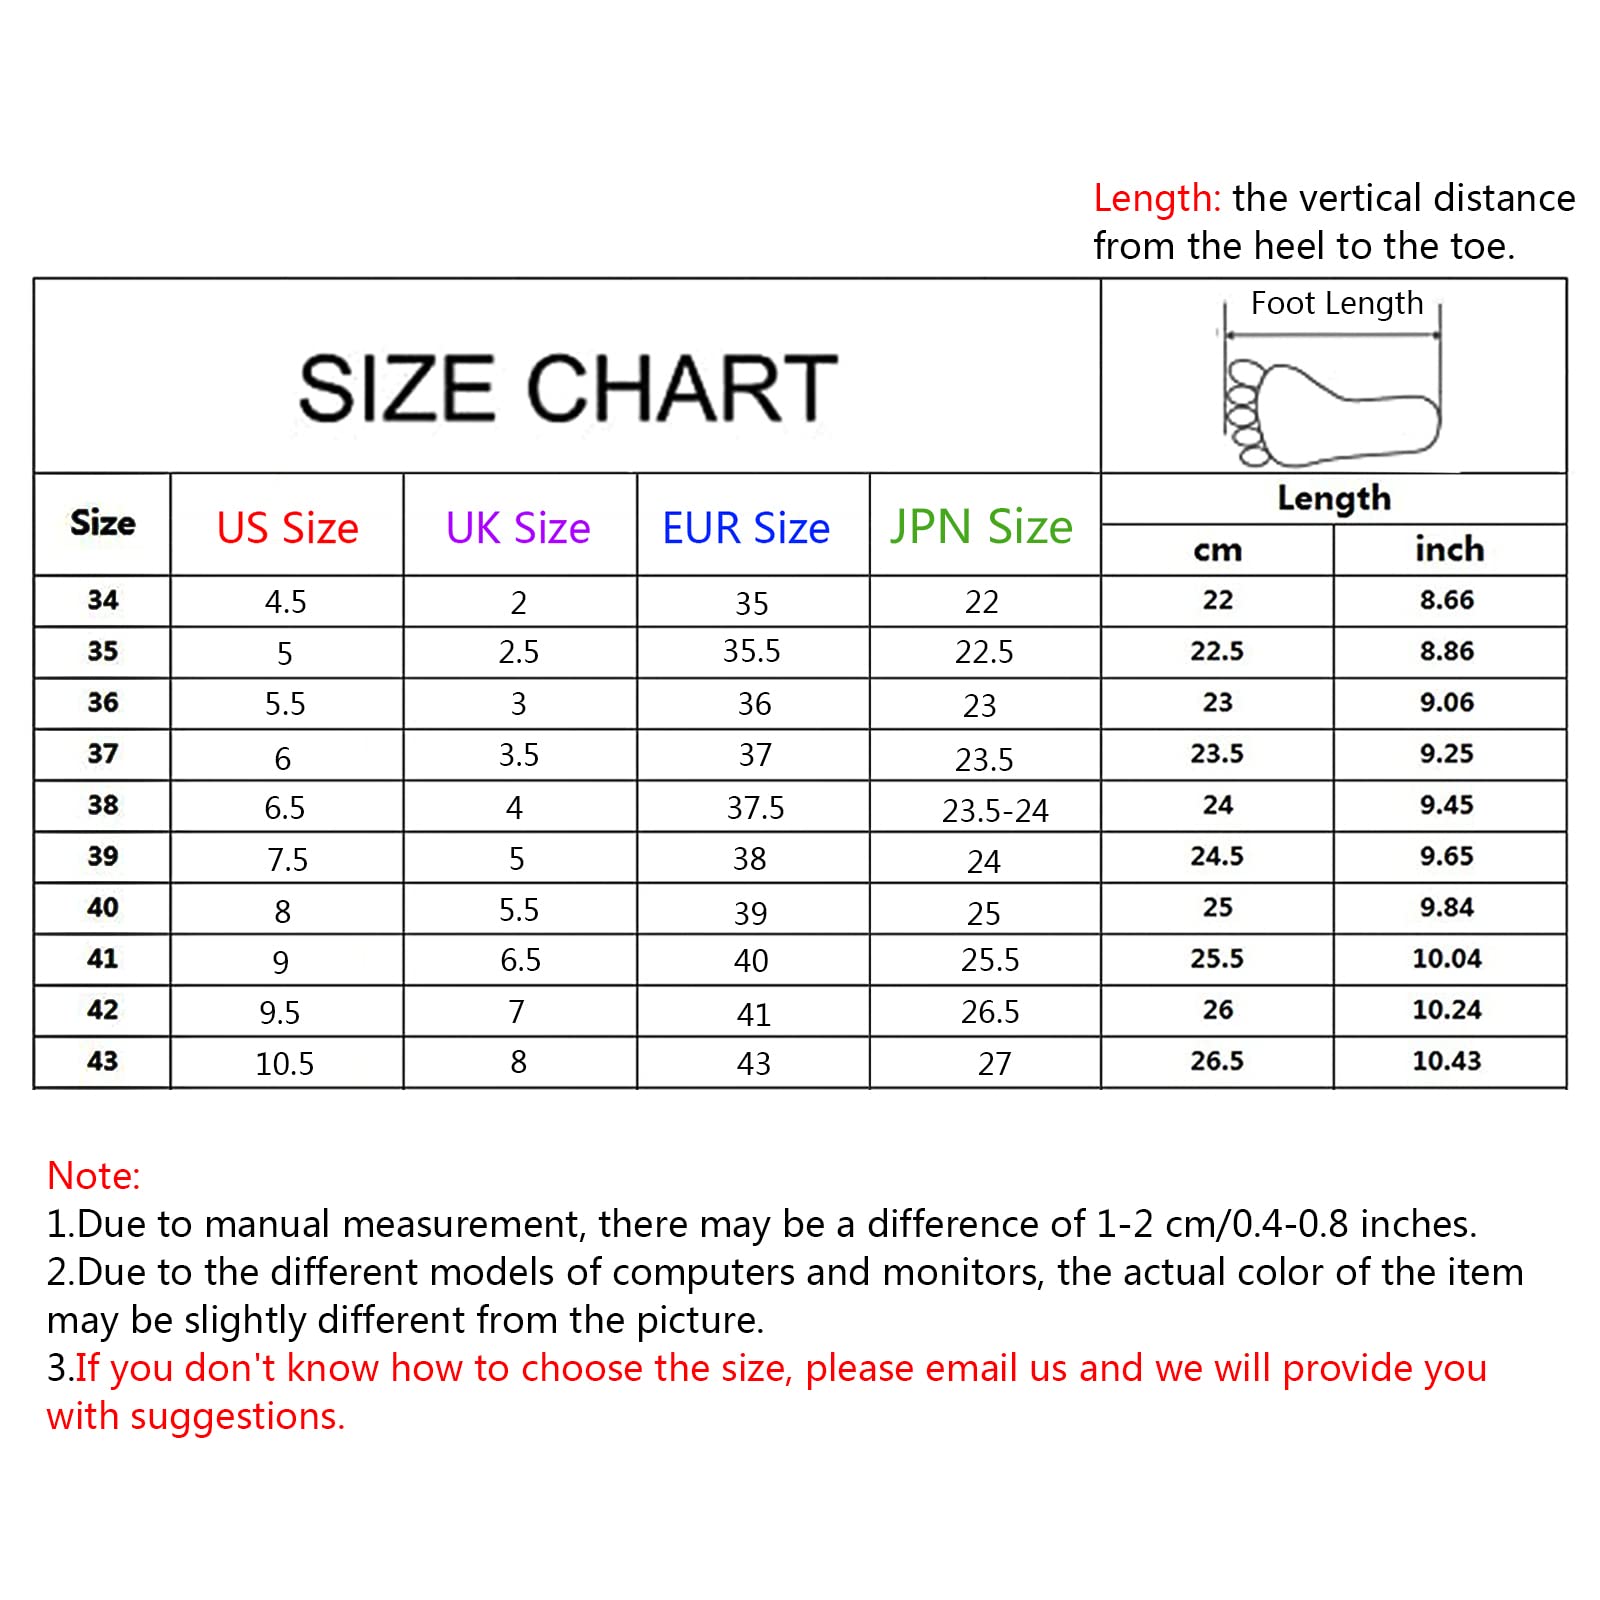 Length: the vertical distance
from the heel to the toe.
SIZE CHART
Foot Length
Size US Size UK Size EUR Size JPN Size Length
cm inch
34 4.5 2 35 22 22 8.66
35 5 2.5 35.5 22.5 22.5 8.86
36 5.5 3 36 23 23 9.06
37 6 3.5 37 23.5 23.5 9.25
38 6.5 4 37.5 23.5-24 24 9.45
39 7.5 5 38 24 24.5 9.65
40 8 5.5 39 25 25 9.84
41 9 6.5 40 25.5 25.5 10.04
42 9.5 7 41 26.5 26 10.24
43 10.5 8 43 27 26.5 10.43
Note:
1.Due to manual measurement, there may be a difference of 1-2 cm/0.4-0.8 inches.
2.Due to the different models of computers and monitors, the actual color of the item
may be slightly different from the picture.
3.If you don't know how to choose the size, please email us and we will provide you
with suggestions.